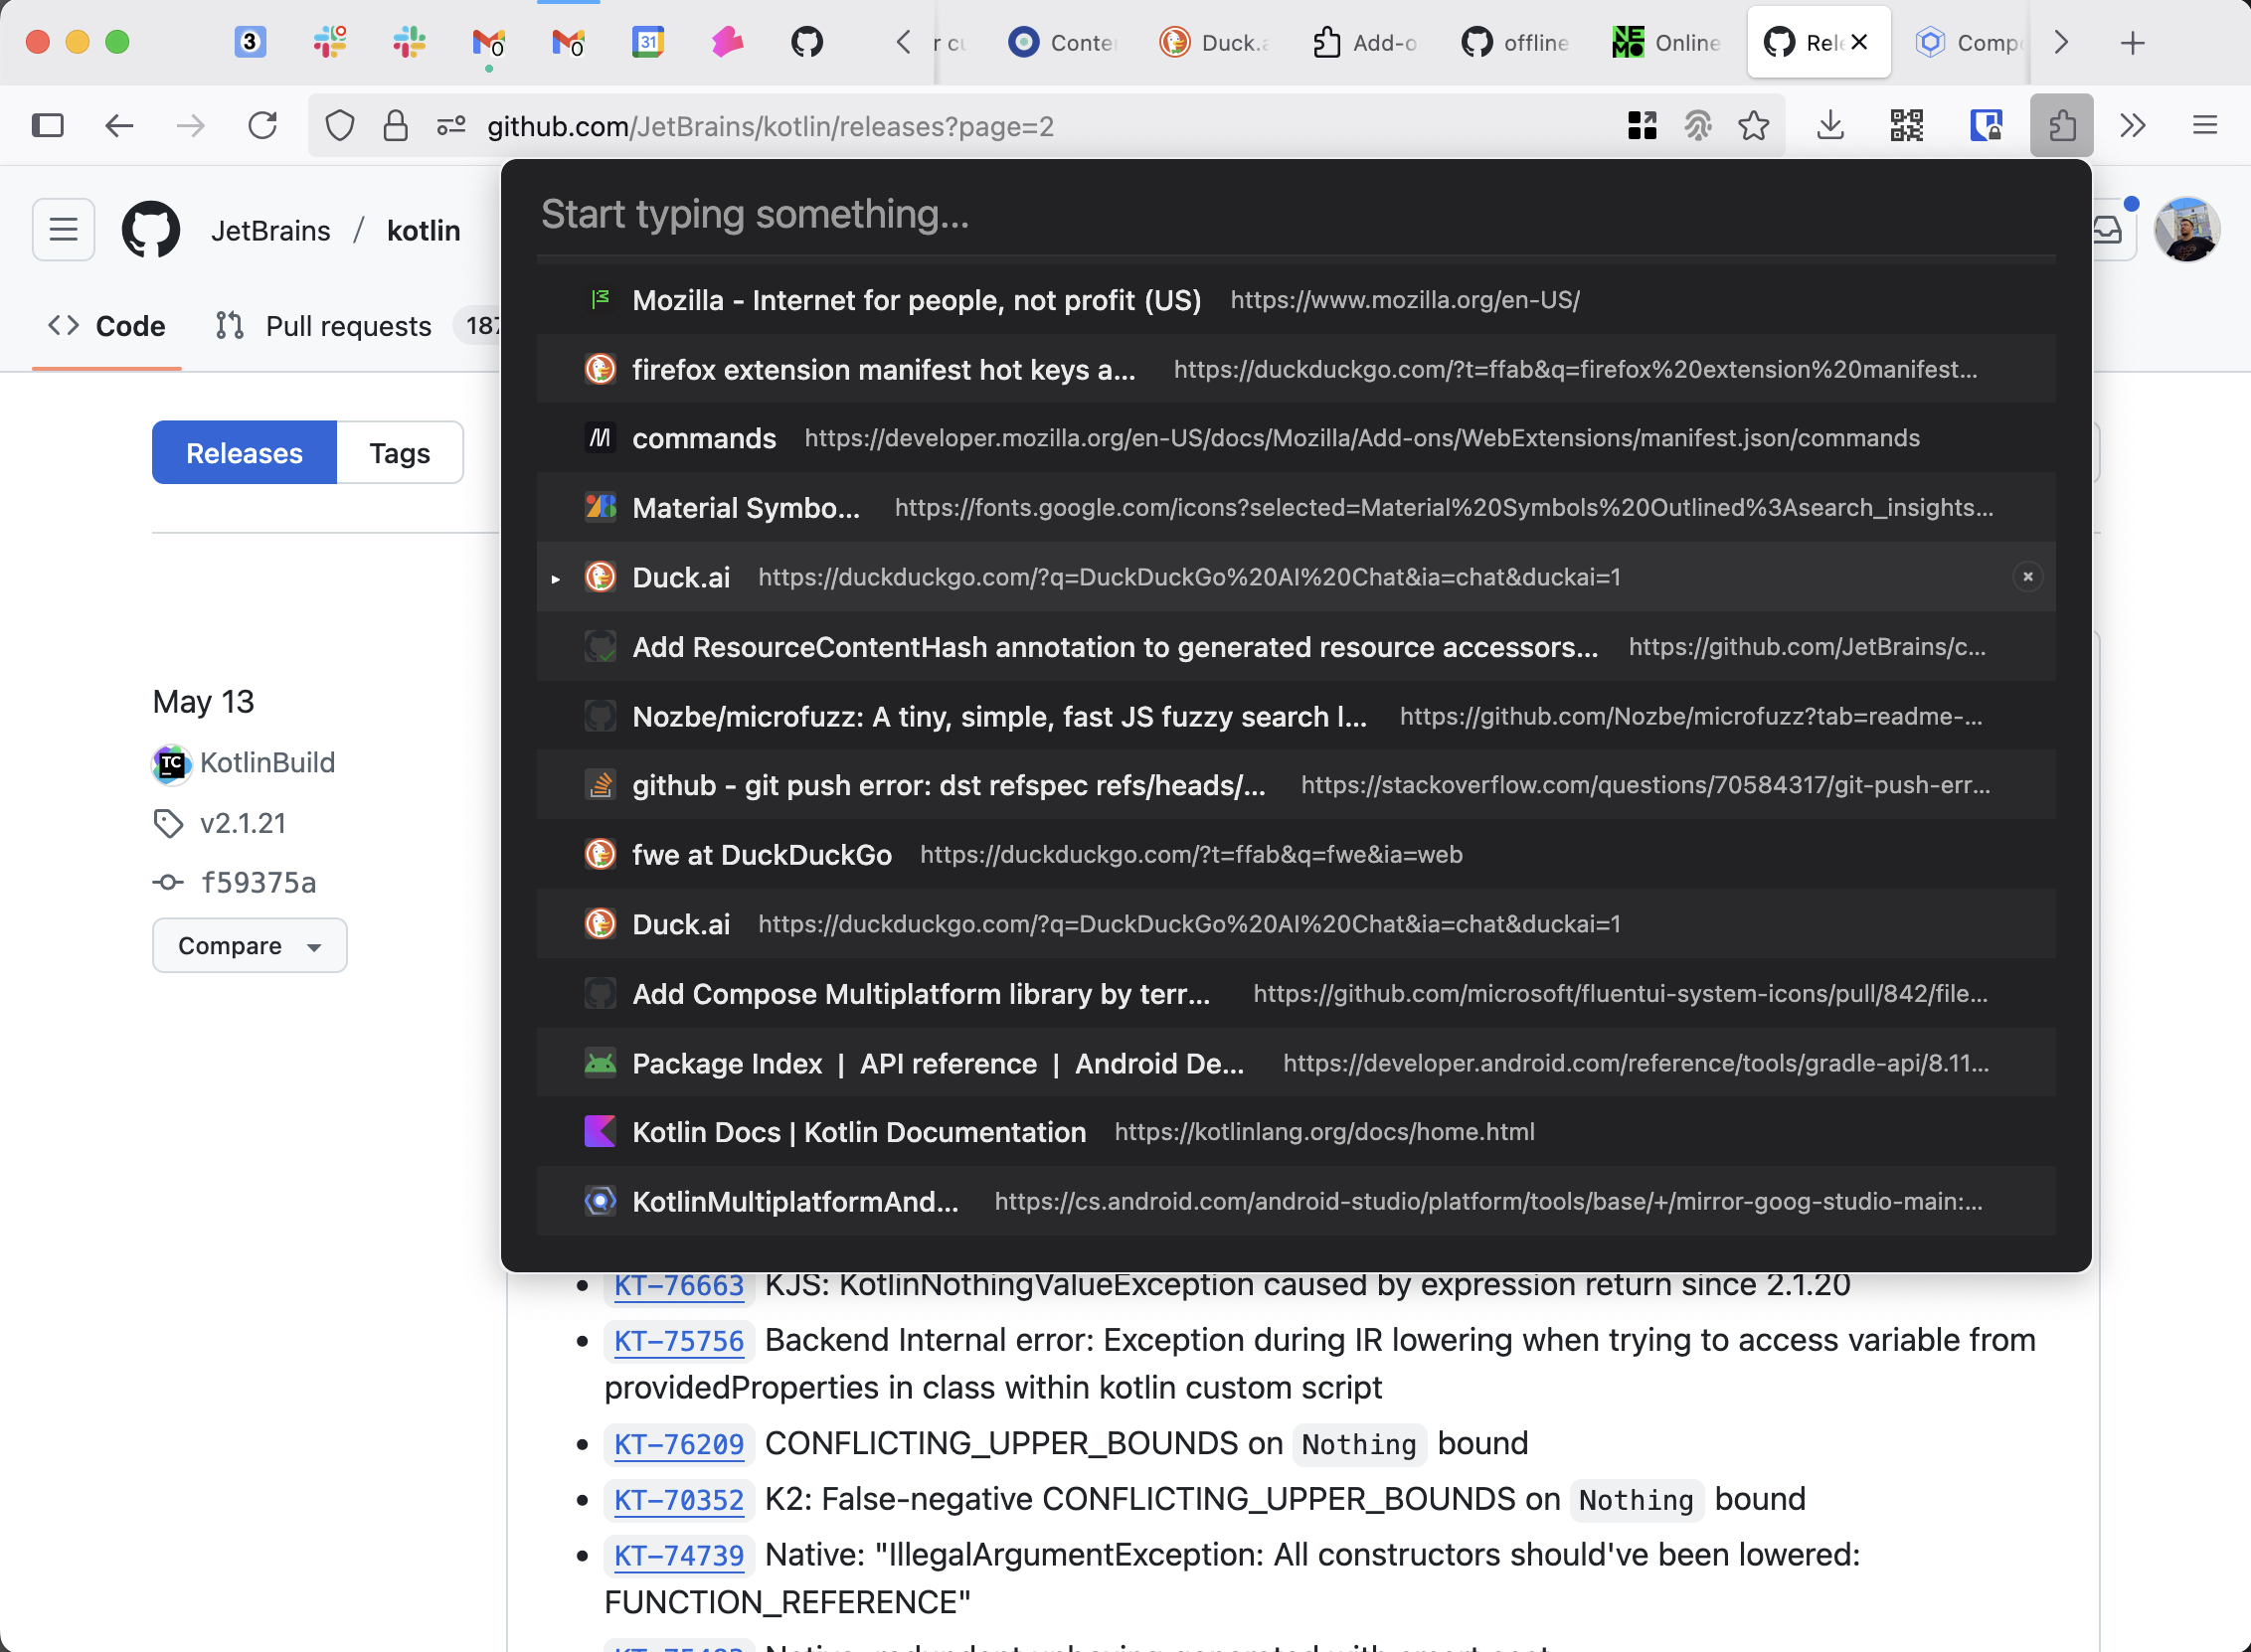 3
0
0
31
r cu
Conte
Duck.a
Add-o
offline
NE
MO
Online
Rele
Comp
github.com/JetBrains/kotlin/releases?page=2
JetBrains / kotlin
Code
Pull requests
187
Releases
Tags
May 13
TC
KotlinBuild
v2.1.21
f59375a
Compare
Start typing something...
Mozilla - Internet for people, not profit (US) https://www.mozilla.org/en-US/
firefox extension manifest hot keys a... https://duckduckgo.com/?t=ffab&q=firefox%20extension%20manifest...
commands https://developer.mozilla.org/en-US/docs/Mozilla/Add-ons/WebExtensions/manifest.json/commands
Material Symbo... https://fonts.google.com/icons?selected=Material%20Symbols%20Outlined%3Asearch_insights...
Duck.ai https://duckduckgo.com/?q=DuckDuckGo%20AI%20Chat&ia=chat&duckai=1
Add ResourceContentHash annotation to generated resource accessors... https://github.com/JetBrains/c...
Nozbe/microfuzz: A tiny, simple, fast JS fuzzy search l... https://github.com/Nozbe/microfuzz?tab=readme-...
github - git push error: dst refspec refs/heads/... https://stackoverflow.com/questions/70584317/git-push-err...
fwe at DuckDuckGo https://duckduckgo.com/?t=ffab&q=fwe&ia=web
Duck.ai https://duckduckgo.com/?q=DuckDuckGo%20AI%20Chat&ia=chat&duckai=1
Add Compose Multiplatform library by terr... https://github.com/microsoft/fluentui-system-icons/pull/842/file...
Package Index | API reference | Android De... https://developer.android.com/reference/tools/gradle-api/8.11...
Kotlin Docs | Kotlin Documentation https://kotlinlang.org/docs/home.html
KotlinMultiplatformAnd... https://cs.android.com/android-studio/platform/tools/base/+/mirror-goog-studio-main:...
KT-76663 KJS: KotlinNothingValueException caused by expression return since 2.1.20
KT-75756 Backend Internal error: Exception during IR lowering when trying to access variable from
providedProperties in class within kotlin custom script
KT-76209 CONFLICTING_UPPER_BOUNDS on Nothing bound
KT-70352 K2: False-negative CONFLICTING_UPPER_BOUNDS on Nothing bound
KT-74739 Native: "IllegalArgumentException: All constructors should've been lowered:
FUNCTION_REFERENCE"